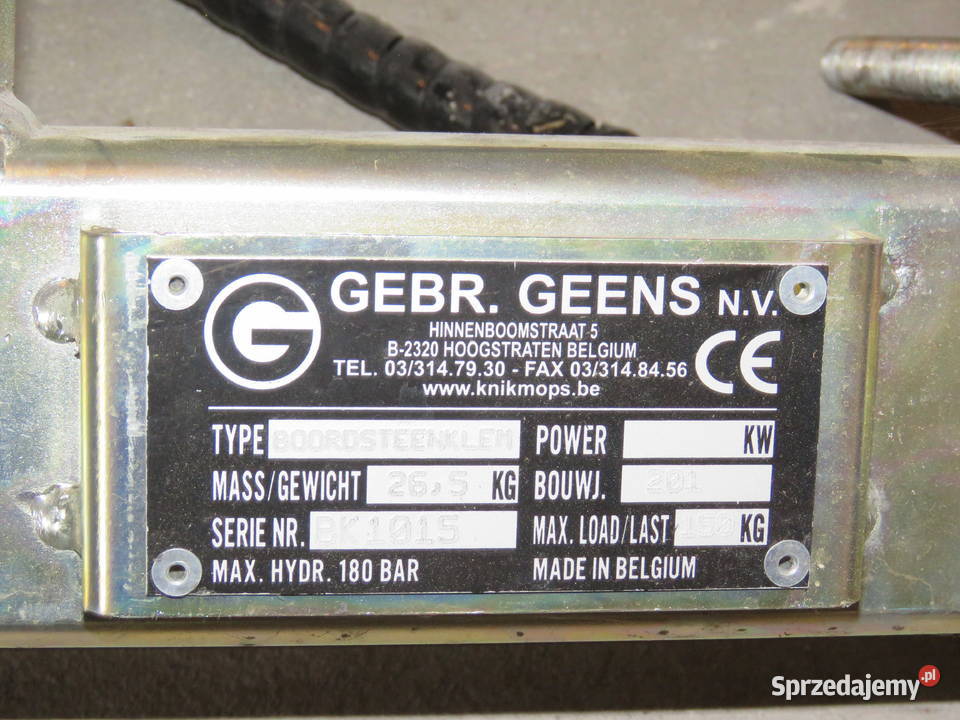 G
GEBR. GEENS N.V.
HINNENBOOMSTRAAT 5
B-2320 HOOGSTRATEN BELGIUM
TEL. 03/314.79.30 - FAX 03/314.84.56
www.knikmops.be
CE
TYPE BOORDSTEENKLEM POWER KW
MASS/GEWICHT 26,5 KG BOUWJ. 201
SERIE NR. BK1015 MAX. LOAD/LAST 150 KG
MAX. HYDR. 180 BAR MADE IN BELGIUM
Sprzedajemy.pl